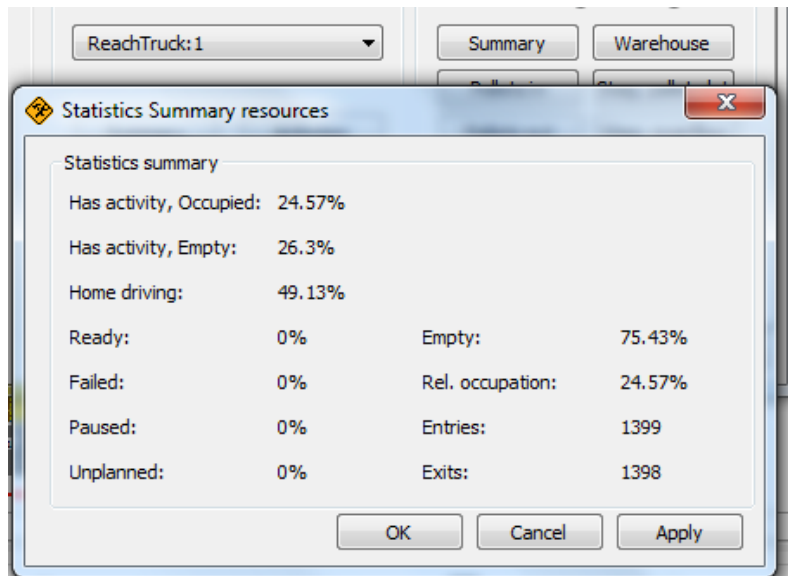 ReachTruck:1
Summary Warehouse
Statistics Summary resources
Statistics summary
Has activity, Occupied: 24.57%
Has activity, Empty: 26.3%
Home driving: 49.13%
Ready: 0% Empty: 75.43%
Failed: 0% Rel. occupation: 24.57%
Paused: 0% Entries: 1399
Unplanned: 0% Exits: 1398
OK Cancel Apply